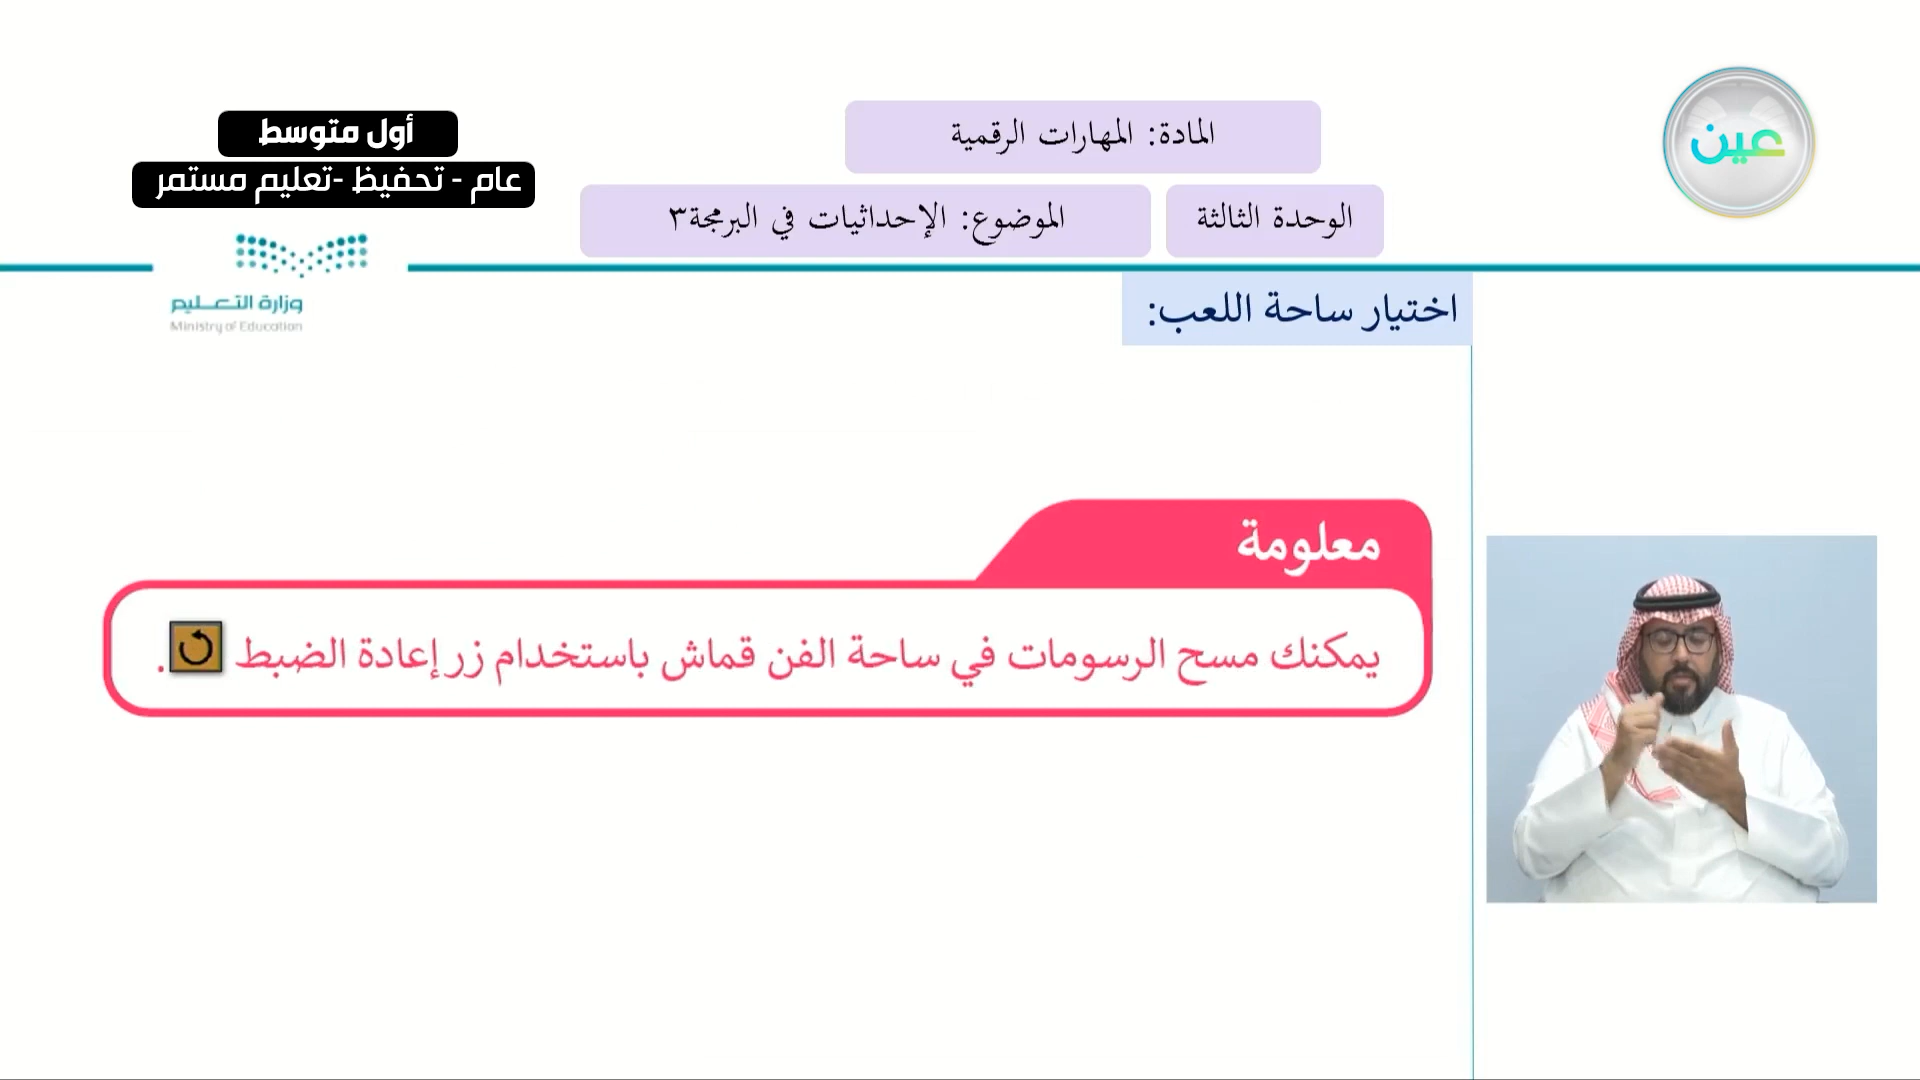 عين
المادة: المهارات الرقمية
أول متوسط
عام - تحفيظ -تعليم مستمر
الوحدة الثالثة
الموضوع: الإحداثيات في البرمجة٣
وزارة التعليم
Ministry of Education
اختيار ساحة اللعب:
معلومة
يمكنك مسح الرسومات في ساحة الفن قماش باستخدام زر إعادة الضبط .